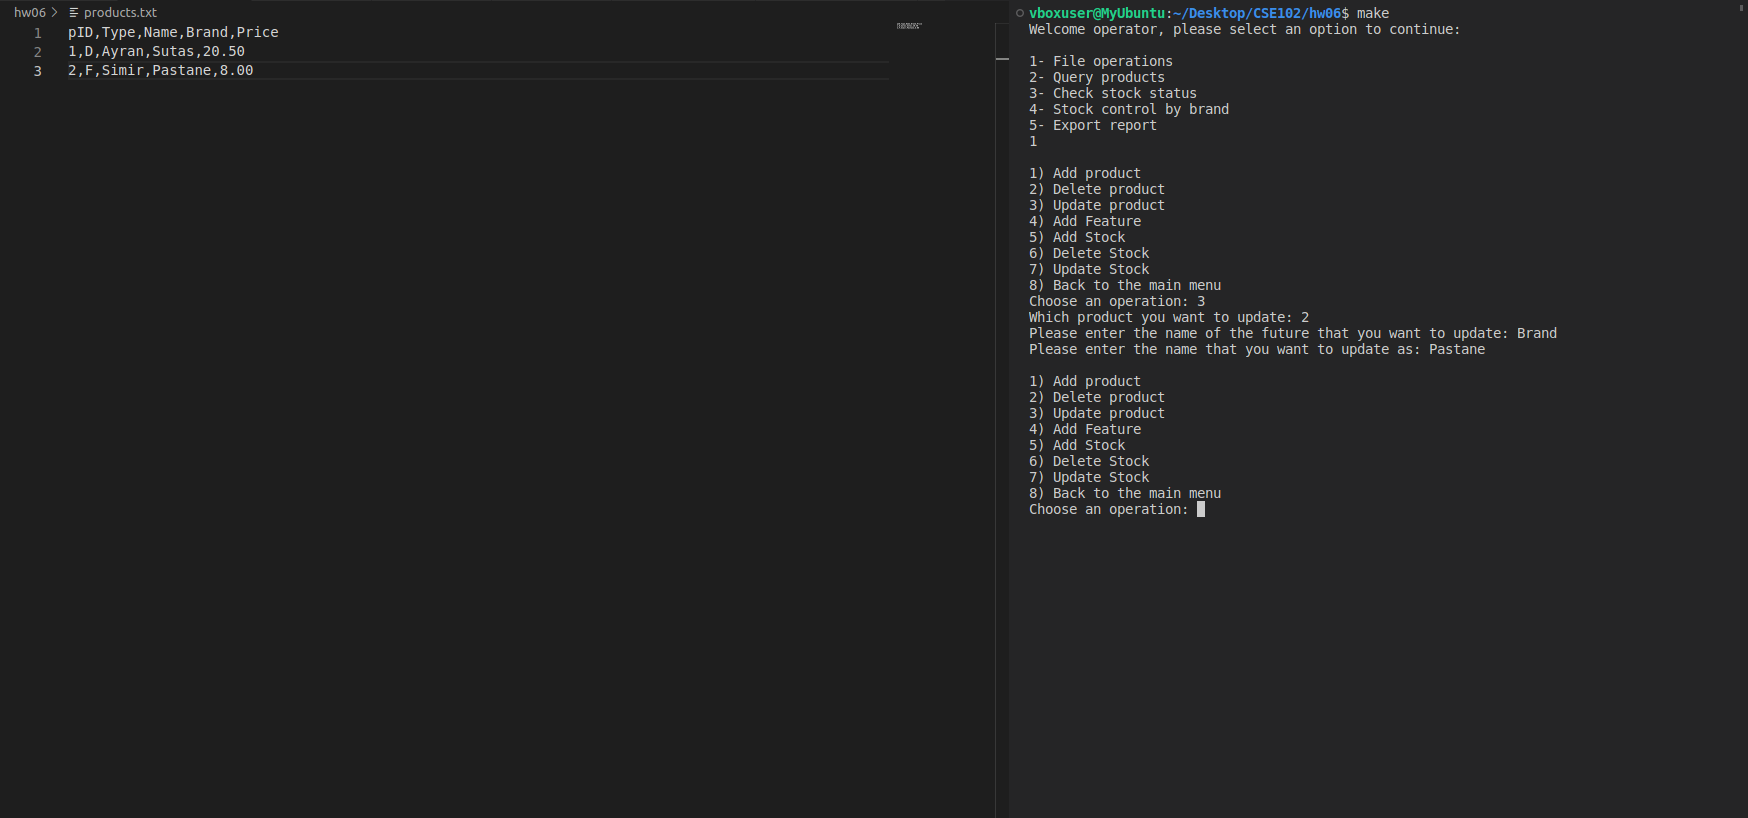 hw06 > products.txt
1 pID,Type,Name,Brand,Price
2 1,D,Ayran,Sutas,20.50
3 2,F,Simir,Pastane,8.00
vboxuser@MyUbuntu:~/Desktop/CSE102/hw06$ make
Welcome operator, please select an option to continue:
1- File operations
2- Query products
3- Check stock status
4- Stock control by brand
5- Export report
1
1) Add product
2) Delete product
3) Update product
4) Add Feature
5) Add Stock
6) Delete Stock
7) Update Stock
8) Back to the main menu
Choose an operation: 3
Which product you want to update: 2
Please enter the name of the future that you want to update: Brand
Please enter the name that you want to update as: Pastane
1) Add product
2) Delete product
3) Update product
4) Add Feature
5) Add Stock
6) Delete Stock
7) Update Stock
8) Back to the main menu
Choose an operation: